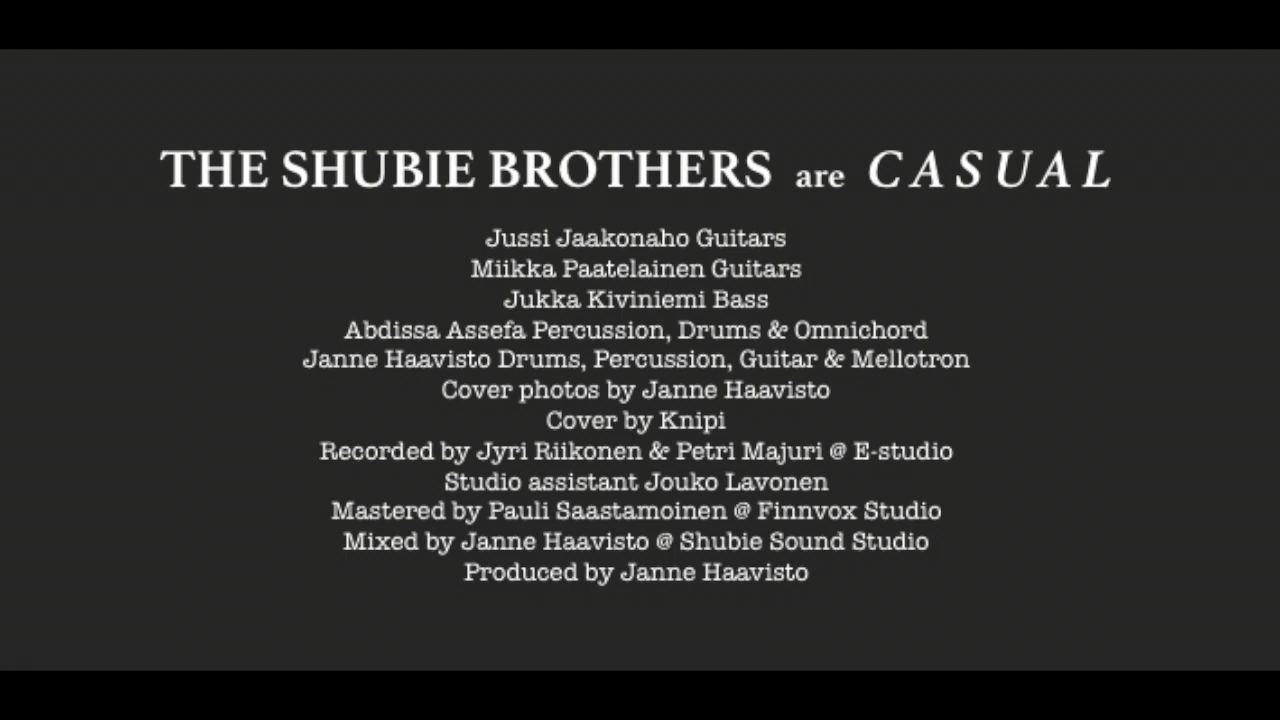 THE SHUBIE BROTHERS are CASUAL
Jussi Jaakonaho Guitars
Miikka Paatelainen Guitars
Jukka Kiviniemi Bass
Abdissa Assefa Percussion, Drums & Omnichord
Janne Haavisto Drums, Percussion, Guitar & Mellotron
Cover photos by Janne Haavisto
Cover by Knipi
Recorded by Jyri Riikonen & Petri Majuri @ E-studio
Studio assistant Jouko Lavonen
Mastered by Pauli Saastamoinen @ Finnvox Studio
Mixed by Janne Haavisto @ Shubie Sound Studio
Produced by Janne Haavisto